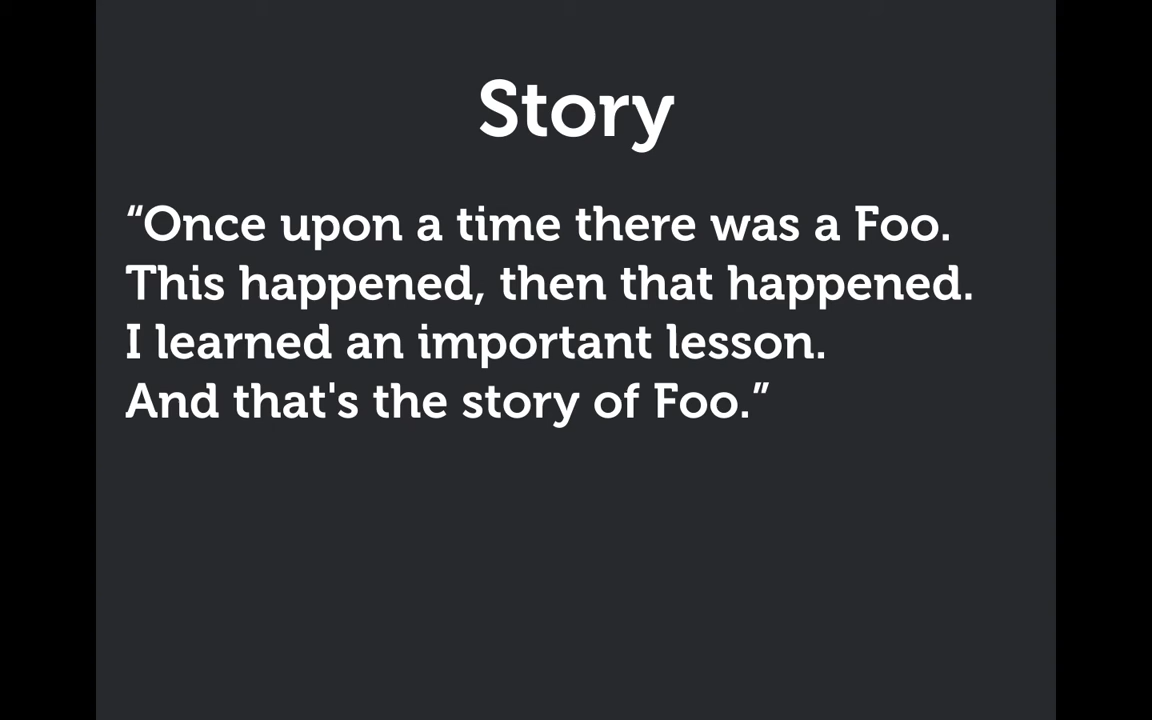 Story
“Once upon a time there was a Foo.
This happened, then that happened.
I learned an important lesson.
And that's the story of Foo.”